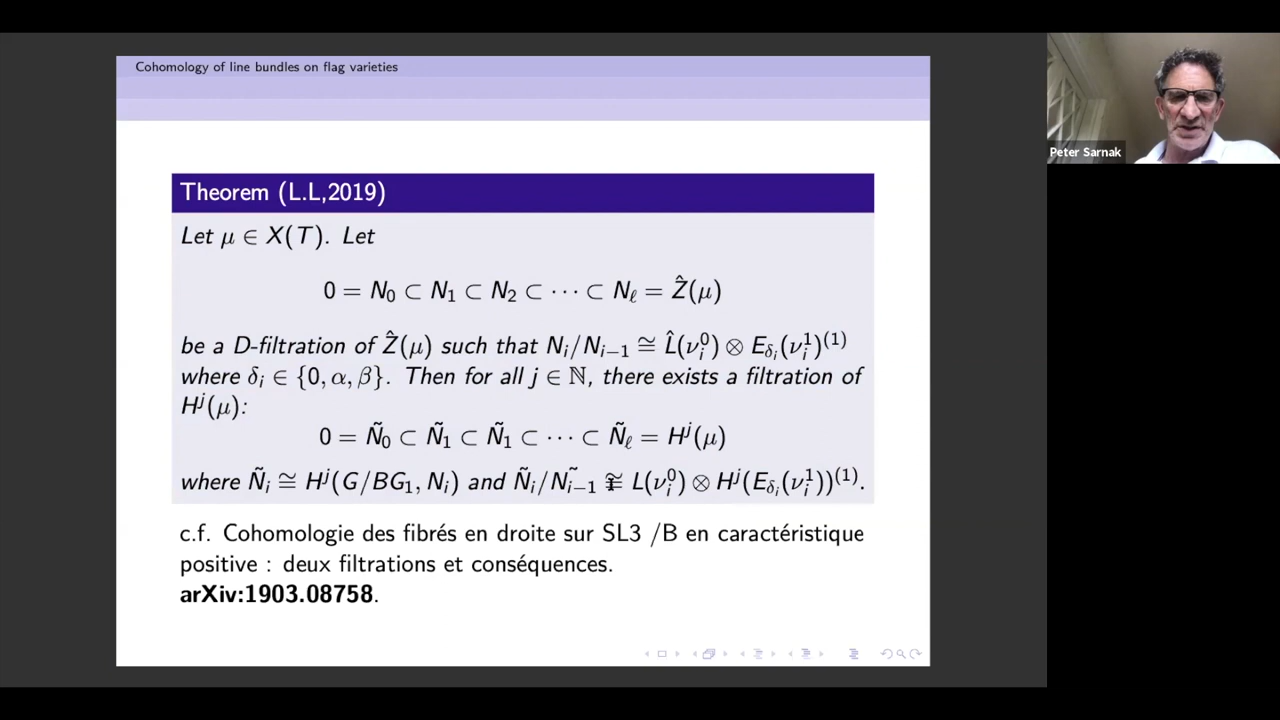 Cohomology of line bundles on flag varieties
Peter Sarnak
Theorem (L.L,2019)
Let μ ∈ X(T). Let
0 = N₀ ⊂ N₁ ⊂ N₂ ⊂ ⋯ ⊂ N_ℓ = Ẑ(μ)
be a D-filtration of Ẑ(μ) such that N_i/N_{i−1} ≅ L̂(ν_i^0) ⊗ E_{δ_i}(ν_i^1)^{(1)}
where δ_i ∈ {0, α, β}. Then for all j ∈ ℕ, there exists a filtration of
H^j(μ):
0 = Ñ₀ ⊂ Ñ₁ ⊂ Ñ₁ ⊂ ⋯ ⊂ Ñ_ℓ = H^j(μ)
where Ñ_i ≅ H^j(G/BG₁, N_i) and Ñ_i/Ñ_{i−1} ≅ L(ν_i^0) ⊗ H^j(E_{δ_i}(ν_i^1))^{(1)}.
c.f. Cohomologie des fibrés en droite sur SL3 /B en caractéristique
positive : deux filtrations et conséquences.
arXiv:1903.08758.